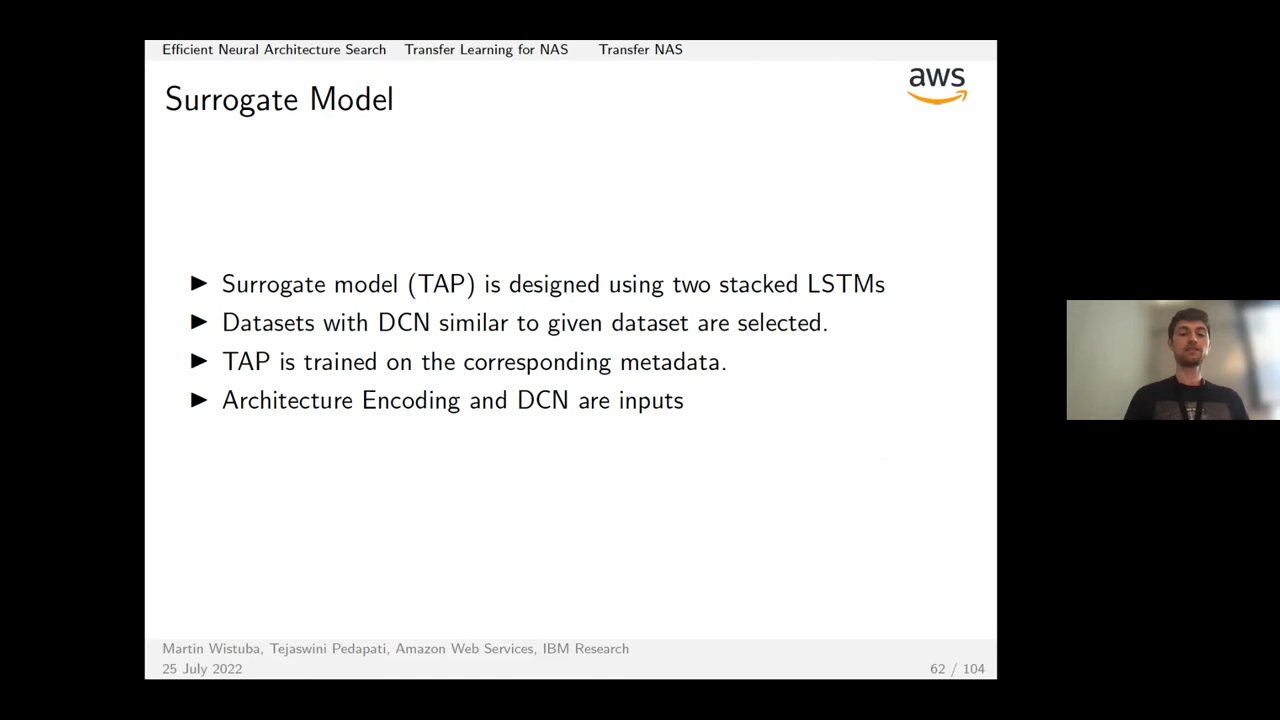 Efficient Neural Architecture Search Transfer Learning for NAS Transfer NAS
aws
Surrogate Model
▶ Surrogate model (TAP) is designed using two stacked LSTMs
▶ Datasets with DCN similar to given dataset are selected.
▶ TAP is trained on the corresponding metadata.
▶ Architecture Encoding and DCN are inputs
Martin Wistuba, Tejaswini Pedapati, Amazon Web Services, IBM Research
25 July 2022 62 / 104